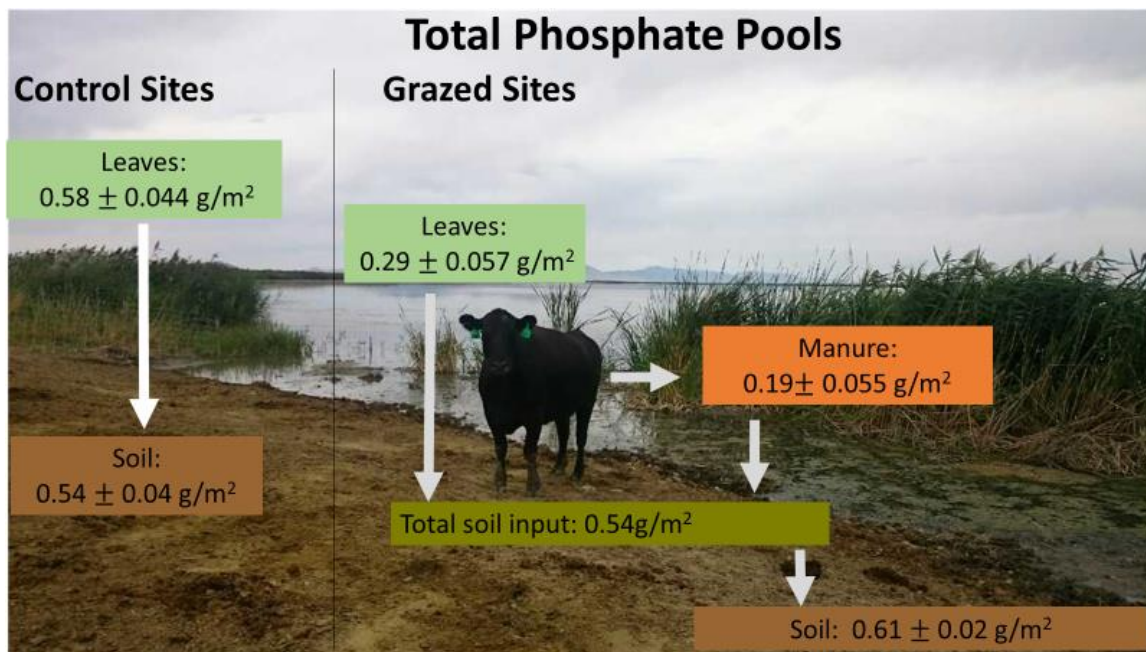 Total Phosphate Pools
Control Sites
Grazed Sites
Leaves:
0.58 ± 0.044 g/m²
Leaves:
0.29 ± 0.057 g/m²
Manure:
0.19± 0.055 g/m²
Soil:
0.54 ± 0.04 g/m²
Total soil input: 0.54g/m²
Soil: 0.61 ± 0.02 g/m²